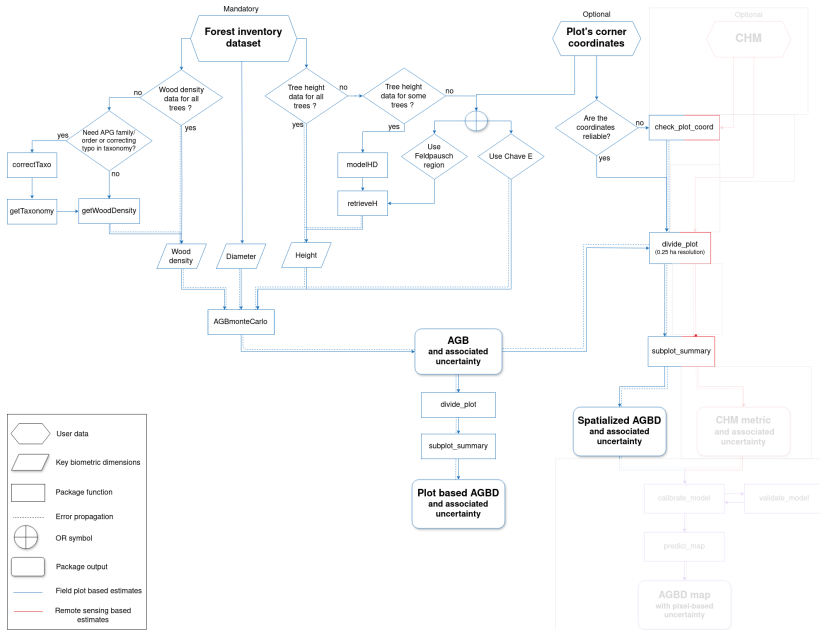 Mandatory
Forest inventory
dataset
Optional
Plot's corner
coordinates
Optional
CHM
Wood density
data for all
trees ?
no
yes
Tree height
data for all
trees ?
no
yes
Tree height
data for some
trees ?
no
yes
Are the
coordinates
reliable?
no
yes
check_plot_coord
Need APG family/
order or correcting
typo in taxonomy?
yes
no
correctTaxo
getTaxonomy
getWoodDensity
modelHD
retrieveH
Use
Feldpausch
region
Use Chave E
Wood
density
Diameter
Height
divide_plot
(0.25 ha resolution)
AGBmonteCarlo
AGB
and associated
uncertainty
subplot_summary
divide_plot
subplot_summary
Plot based AGBD
and associated
uncertainty
Spatialized AGBD
and associated
uncertainty
CHM metric
and associated
uncertainty
calibrate_model
validate_model
predict_map
AGBD map
with pixel-based
uncertainty
User data
Key biometric dimensions
Package function
Error propagation
OR symbol
Package output
Field plot based estimates
Remote sensing based
estimates